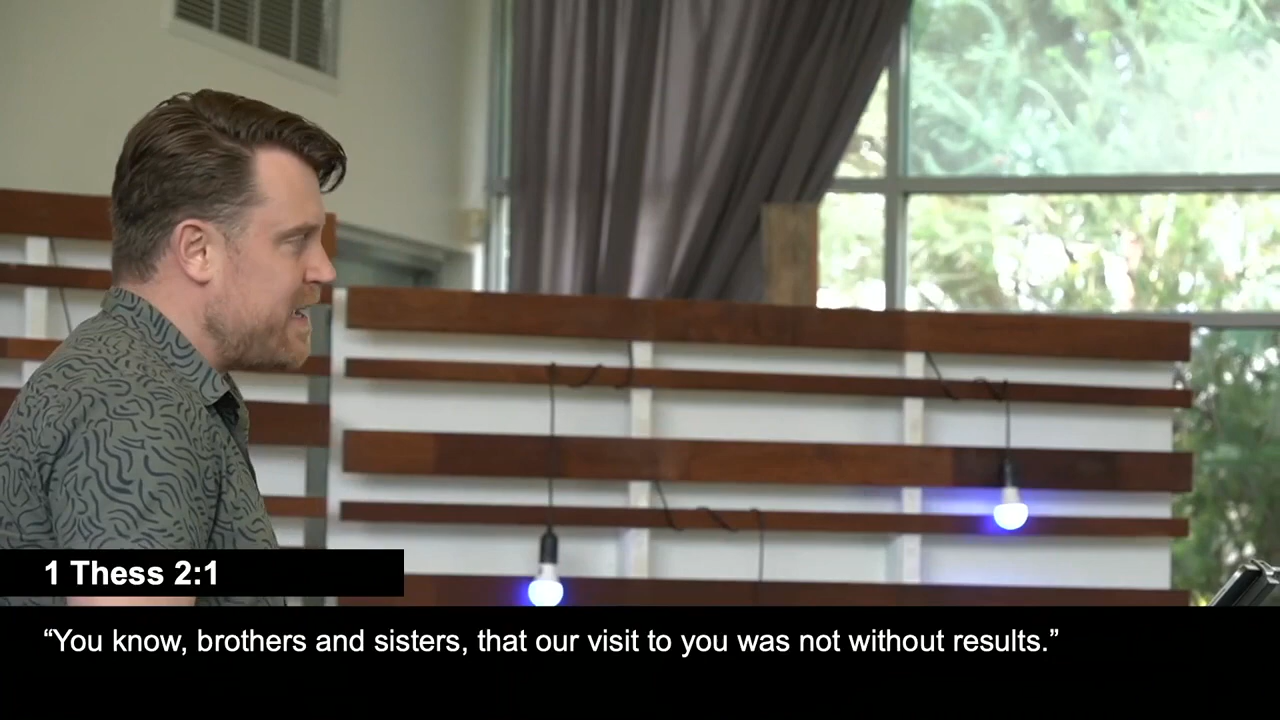 1 Thess 2:1
“You know, brothers and sisters, that our visit to you was not without results.”